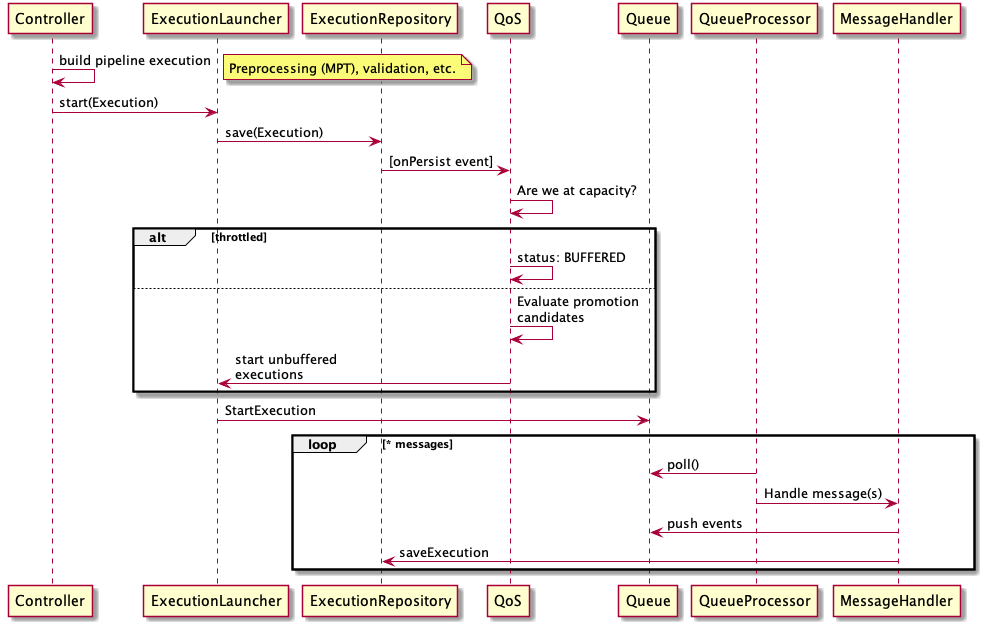 Controller
ExecutionLauncher
ExecutionRepository
QoS
Queue
QueueProcessor
MessageHandler
build pipeline execution
Preprocessing (MPT), validation, etc.
start(Execution)
save(Execution)
[onPersist event]
Are we at capacity?
alt
[throttled]
status: BUFFERED
Evaluate promotion
candidates
start unbuffered
executions
StartExecution
loop
[* messages]
poll()
Handle message(s)
push events
saveExecution
Controller
ExecutionLauncher
ExecutionRepository
QoS
Queue
QueueProcessor
MessageHandler